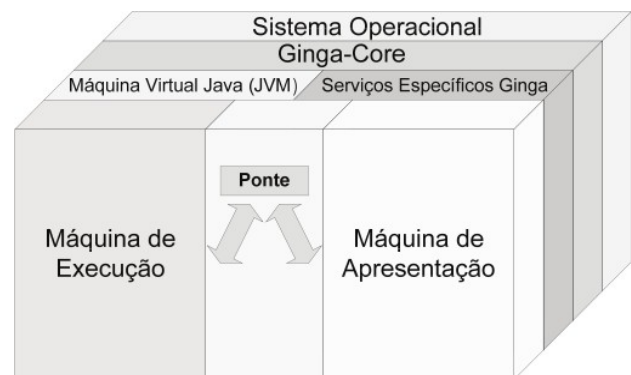 Sistema Operacional
Ginga-Core
Máquina Virtual Java (JVM)
Serviços Específicos Ginga
Ponte
Máquina de
Execução
Máquina de
Apresentação